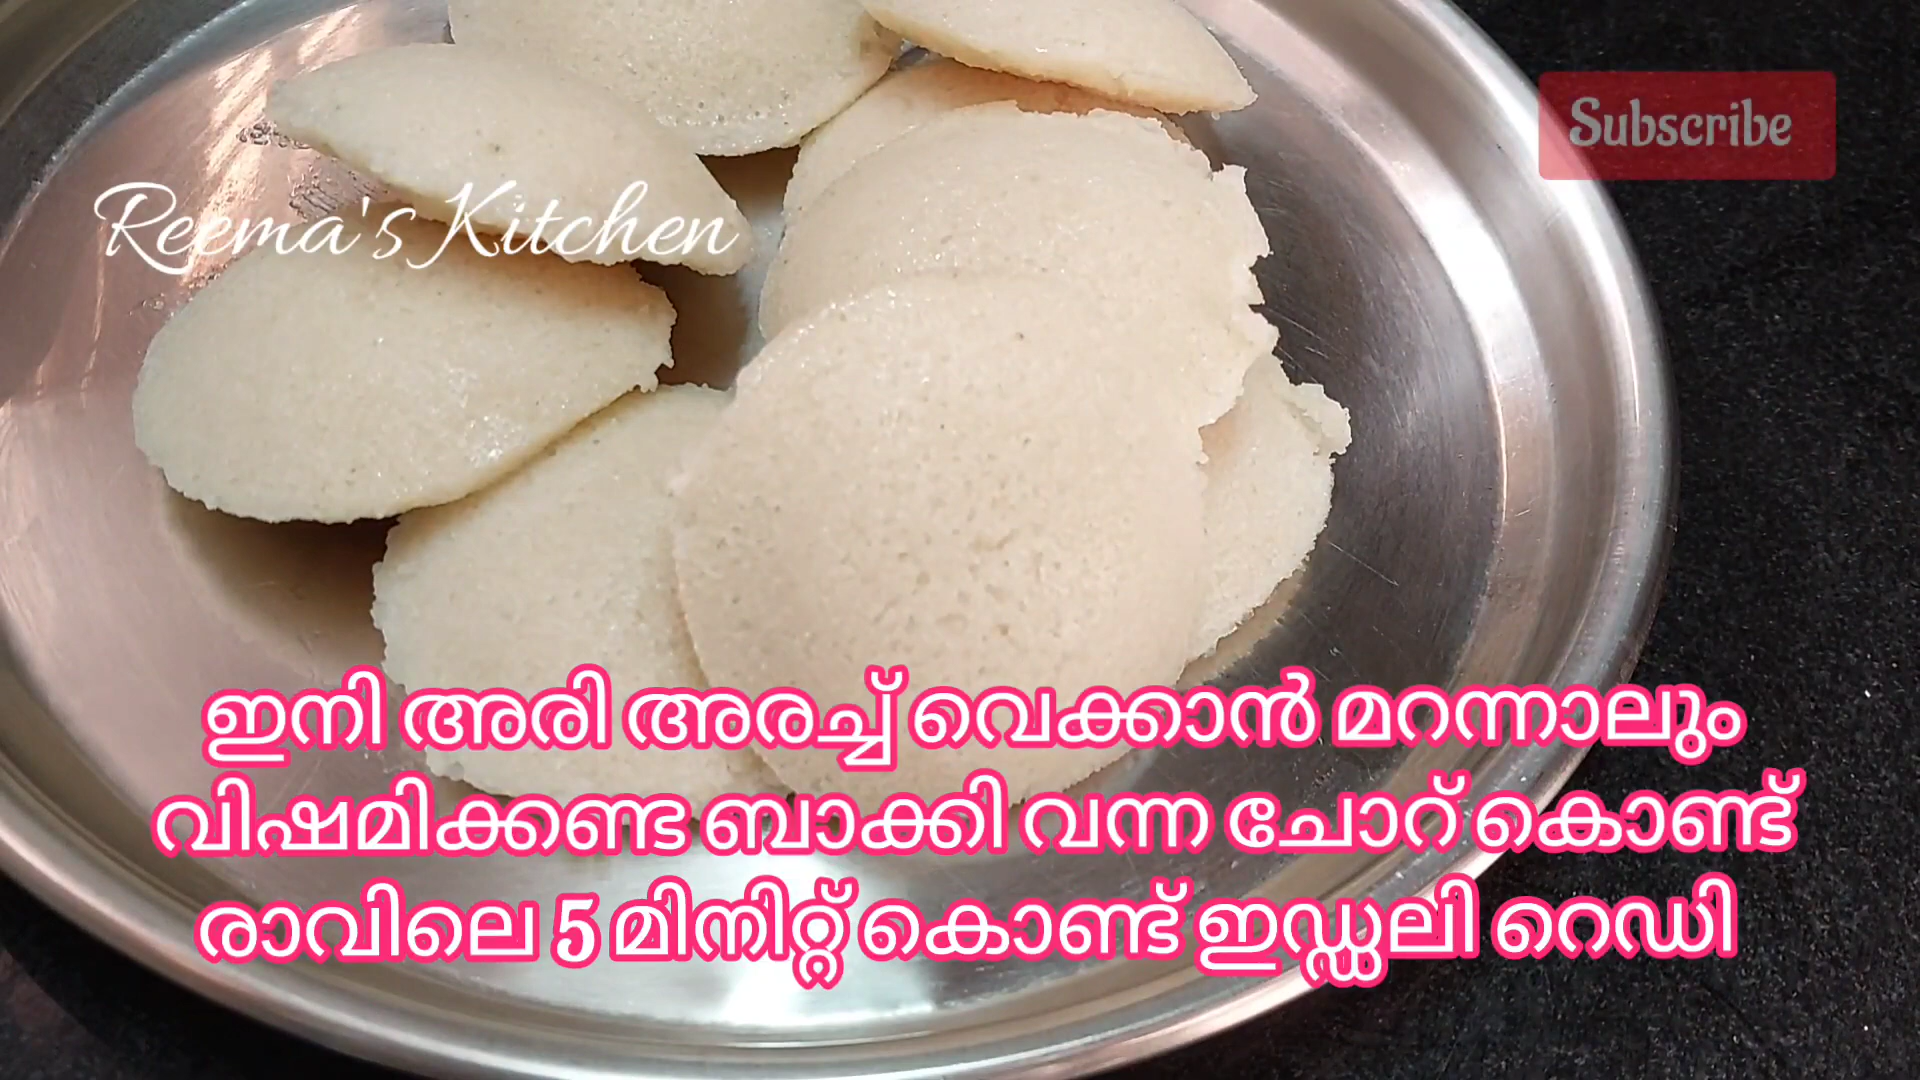 Subscribe
Reema's Kitchen
ഇനി അരി അരച്ച് വെക്കാൻ മറന്നാലും
വിഷമിക്കണ്ട ബാക്കി വന്ന ചോറ് കൊണ്ട്
രാവിലെ 5 മിനിറ്റ് കൊണ്ട് ഇഡ്ഡലി റെഡി